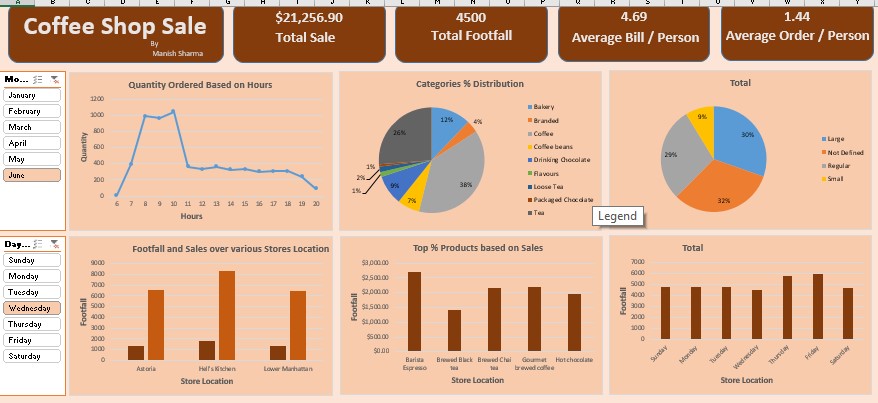 A B C D E F G H I J K L M N O P Q R S T U V W X Y
Coffee Shop Sale
By
Manish Sharma
$21,256.90
Total Sale
4500
Total Footfall
4.69
Average Bill / Person
1.44
Average Order / Person
Mo...
January
February
March
April
May
June
Quantity Ordered Based on Hours
Quantity
1200
1000
800
600
400
200
0
6 7 8 9 10 11 12 13 14 15 16 17 18 19 20
Hours
Categories % Distribution
12%
4%
38%
7%
9%
1%
2%
1%
26%
Bakery
Branded
Coffee
Coffee beans
Drinking Chocolate
Flavours
Loose Tea
Packaged Chocolate
Tea
Legend
Total
30%
32%
29%
9%
Large
Not Defined
Regular
Small
Day...
Sunday
Monday
Tuesday
Wednesday
Thursday
Friday
Saturday
Footfall and Sales over various Stores Location
Footfall
9000
8000
7000
6000
5000
4000
3000
2000
1000
0
Astoria
Hell's Kitchen
Lower Manhattan
Store Location
Top % Products based on Sales
Footfall
$3,000.00
$2,500.00
$2,000.00
$1,500.00
$1,000.00
$500.00
$0.00
Barista Espresso
Brewed Black tea
Brewed Chai tea
Gourmet brewed coffee
Hot chocolate
Store Location
Total
Footfall
7000
6000
5000
4000
3000
2000
1000
0
Sunday
Monday
Tuesday
Wednesday
Thursday
Friday
Saturday
Store Location